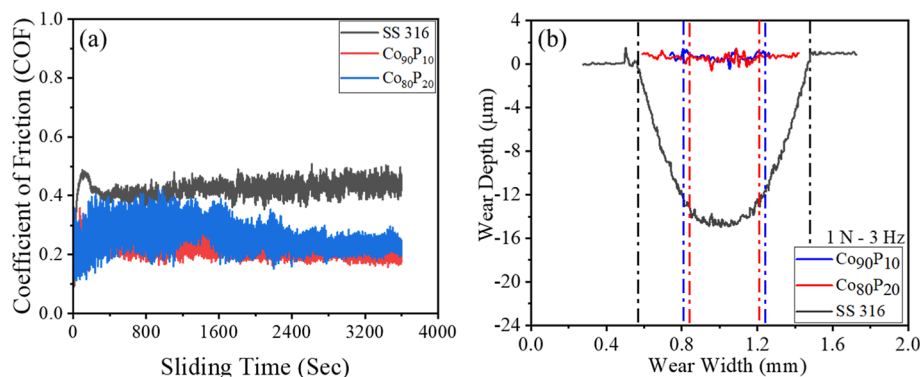 (a)
SS 316
Co90P10
Co80P20
Coefficient of Friction (COF)
1.0
0.8
0.6
0.4
0.2
0.0
0 800 1600 2400 3200 4000
Sliding Time (Sec)
(b)
Wear Depth (μm)
4
0
-4
-8
-12
-16
-20
-24
1 N - 3 Hz
Co90P10
Co80P20
SS 316
0.0 0.4 0.8 1.2 1.6 2.0
Wear Width (mm)